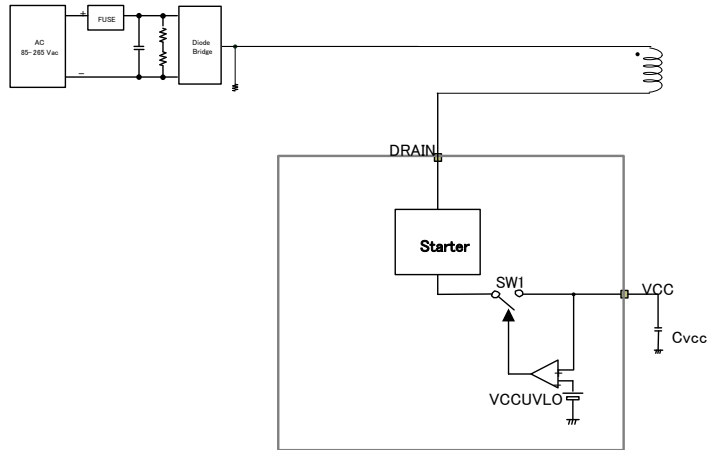 +
FUSE
AC
85-265 Vac
Diode
Bridge
−
DRAIN
Starter
SW1
VCC
Cvcc
+
−
VCCUVLO